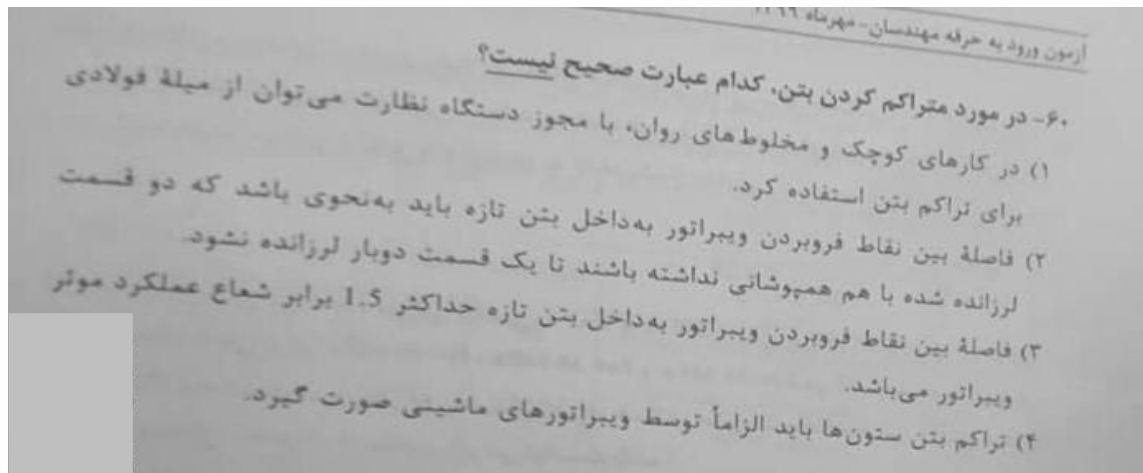 آزمون ورود به حرفه مهندسان- مهرماه ۱۳۹۹
۶۰- در مورد متراکم کردن بتن، کدام عبارت صحیح نیست؟
۱) در کارهای کوچک و مخلوط‌های روان، با مجوز دستگاه نظارت می‌توان از میلهٔ فولادی
برای تراکم بتن استفاده کرد.
۲) فاصلهٔ بین نقاط فروبردن ویبراتور به‌داخل بتن تازه باید به‌نحوی باشد که دو قسمت
لرزانده شده با هم همپوشانی نداشته باشند تا یک قسمت دوبار لرزانده نشود.
۳) فاصلهٔ بین نقاط فروبردن ویبراتور به‌داخل بتن تازه حداکثر 1.5 برابر شعاع عملکرد موثر
ویبراتور می‌باشد.
۴) تراکم بتن ستون‌ها باید الزاماً توسط ویبراتورهای ماشینی صورت گیرد.